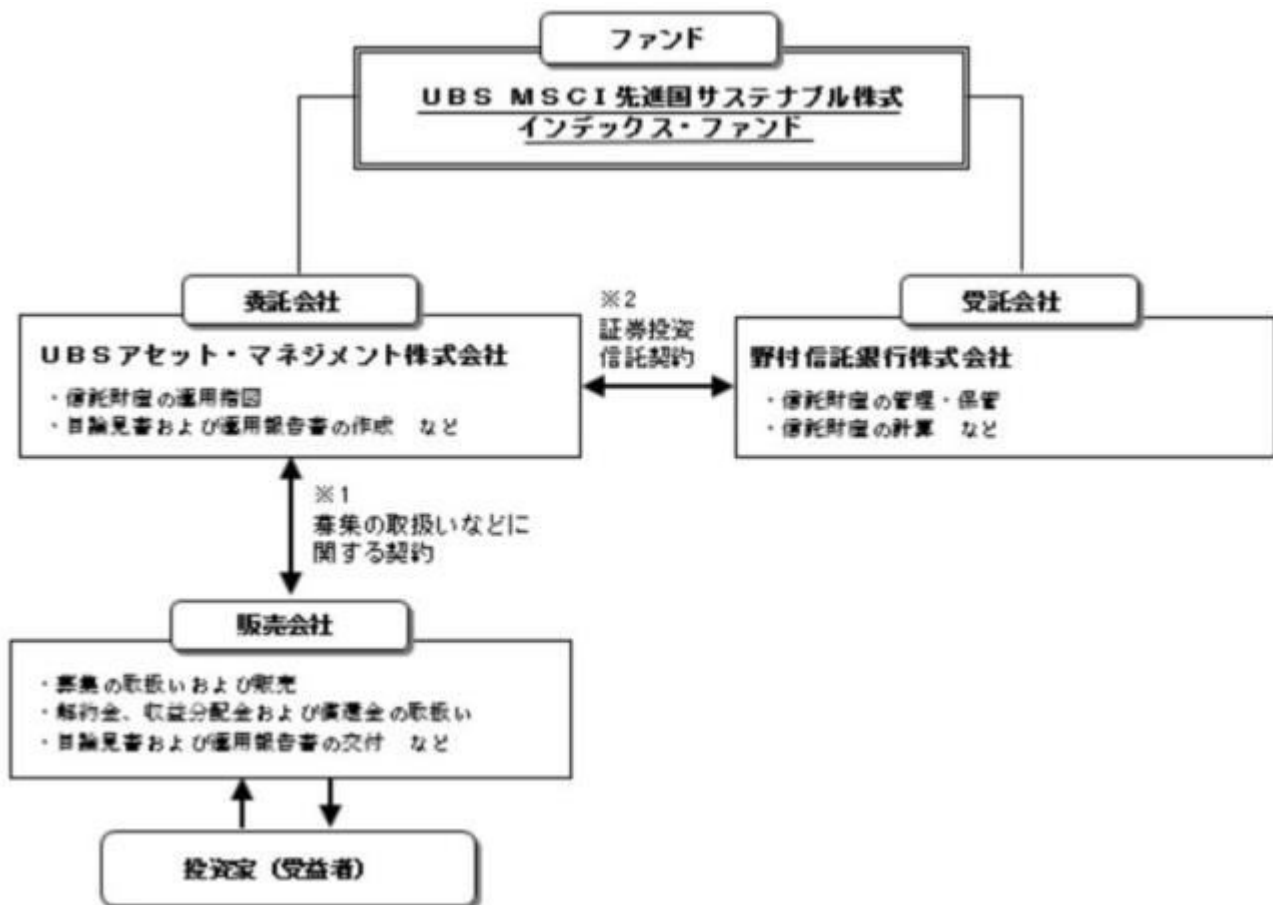 ファンド
UBS MSCI先進国サステナブル株式
インデックス・ファンド
委託会社
UBSアセット・マネジメント株式会社
・信託財産の運用指図
・目論見書および運用報告書の作成 など
※2
証券投資
信託契約
受託会社
野村信託銀行株式会社
・信託財産の管理・保管
・信託財産の計算 など
※1
募集の取扱いなどに
関する契約
販売会社
・募集の取扱いおよび販売
・解約金、収益分配金および償還金の取扱い
・目論見書および運用報告書の交付 など
投資家（受益者）